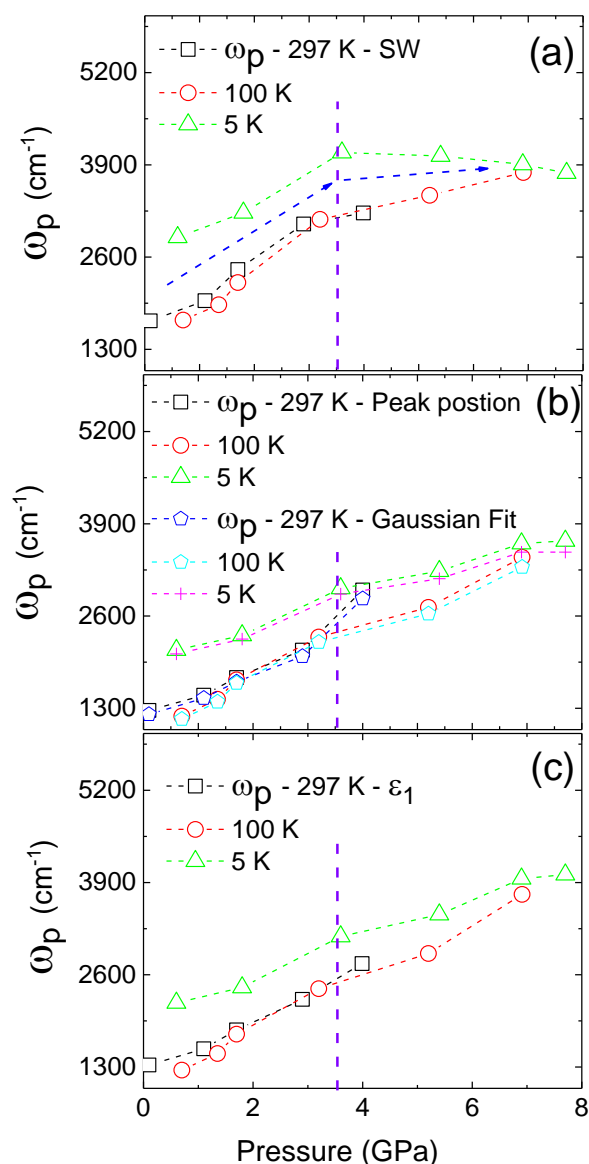 (a)
ωp - 297 K - SW
100 K
5 K
5200
3900
2600
1300
ωp (cm-1)
(b)
ωp - 297 K - Peak postion
100 K
5 K
ωp - 297 K - Gaussian Fit
100 K
5 K
5200
3900
2600
1300
ωp (cm-1)
(c)
ωp - 297 K - ε1
100 K
5 K
5200
3900
2600
1300
ωp (cm-1)
0 2 4 6 8
Pressure (GPa)